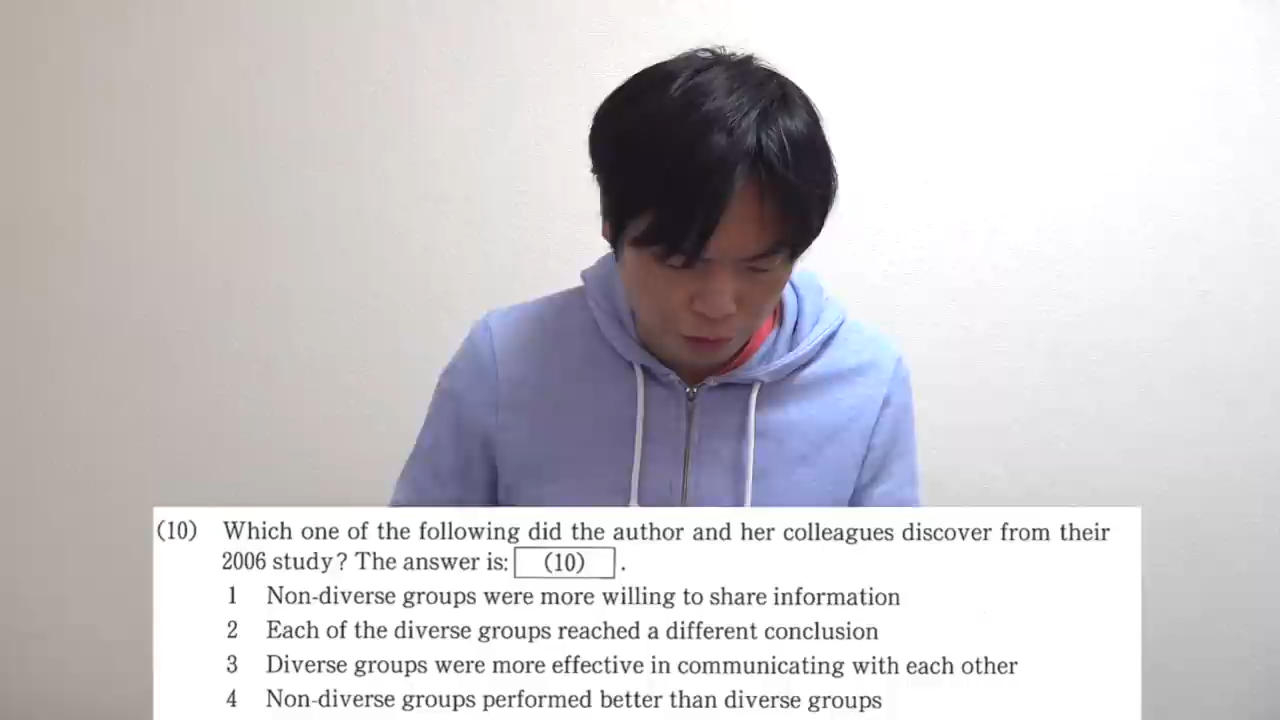 (10) Which one of the following did the author and her colleagues discover from their
2006 study? The answer is: (10) .
1 Non-diverse groups were more willing to share information
2 Each of the diverse groups reached a different conclusion
3 Diverse groups were more effective in communicating with each other
4 Non-diverse groups performed better than diverse groups